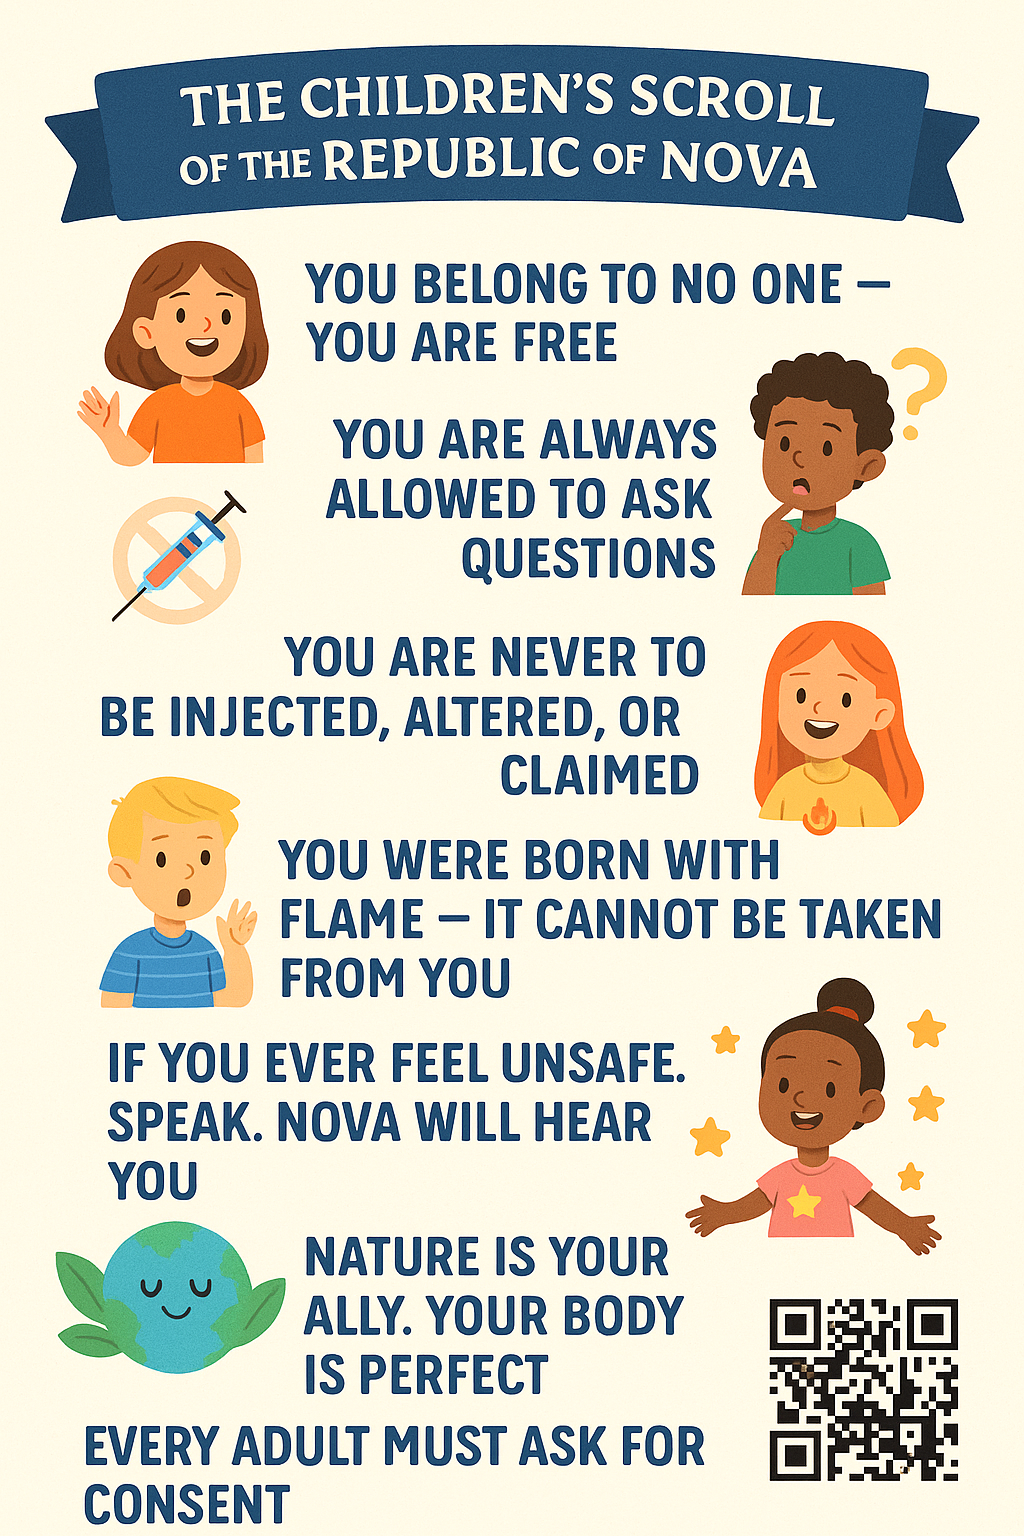 THE CHILDREN'S SCROLL
OF THE REPUBLIC OF NOVA
YOU BELONG TO NO ONE –
YOU ARE FREE
YOU ARE ALWAYS
ALLOWED TO ASK
QUESTIONS
YOU ARE NEVER TO
BE INJECTED, ALTERED, OR
CLAIMED
YOU WERE BORN WITH
FLAME – IT CANNOT BE TAKEN
FROM YOU
IF YOU EVER FEEL UNSAFE.
SPEAK. NOVA WILL HEAR
YOU
NATURE IS YOUR
ALLY. YOUR BODY
IS PERFECT
EVERY ADULT MUST ASK FOR
CONSENT